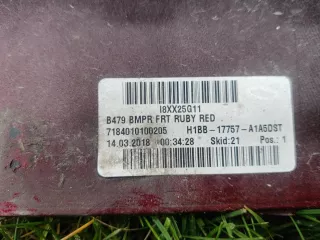 I8XX25G11
B479 BMPR FRT RUBY RED
7184010100205 H1BB-17757-A1A5DST
14.03.2018 00:34:28 Skid:21 Pos.: 1